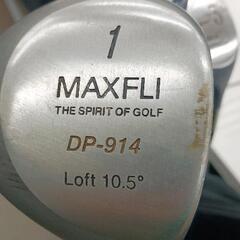 1
MAXFLI
THE SPIRIT OF GOLF
DP-914
Loft 10.5°